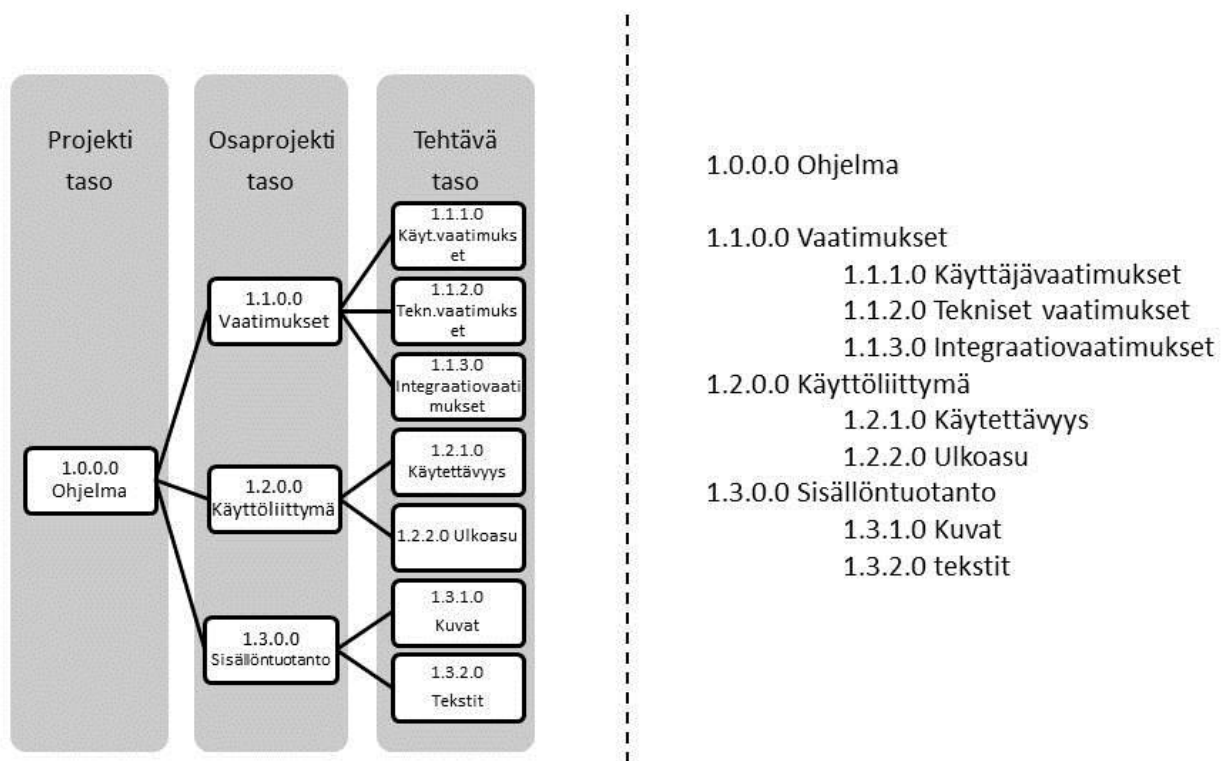 Projekti
taso
Osaprojekti
taso
Tehtävä
taso
1.0.0.0
Ohjelma
1.1.0.0
Vaatimukset
1.2.0.0
Käyttöliittymä
1.3.0.0
Sisällöntuotanto
1.1.1.0
Käyt.vaatimuks
et
1.1.2.0
Tekn.vaatimuks
et
1.1.3.0
Integraatiovaati
mukset
1.2.1.0
Käytettävyys
1.2.2.0 Ulkoasu
1.3.1.0
Kuvat
1.3.2.0
Tekstit
1.0.0.0 Ohjelma
1.1.0.0 Vaatimukset
1.1.1.0 Käyttäjävaatimukset
1.1.2.0 Tekniset vaatimukset
1.1.3.0 Integraatiovaatimukset
1.2.0.0 Käyttöliittymä
1.2.1.0 Käytettävyys
1.2.2.0 Ulkoasu
1.3.0.0 Sisällöntuotanto
1.3.1.0 Kuvat
1.3.2.0 tekstit